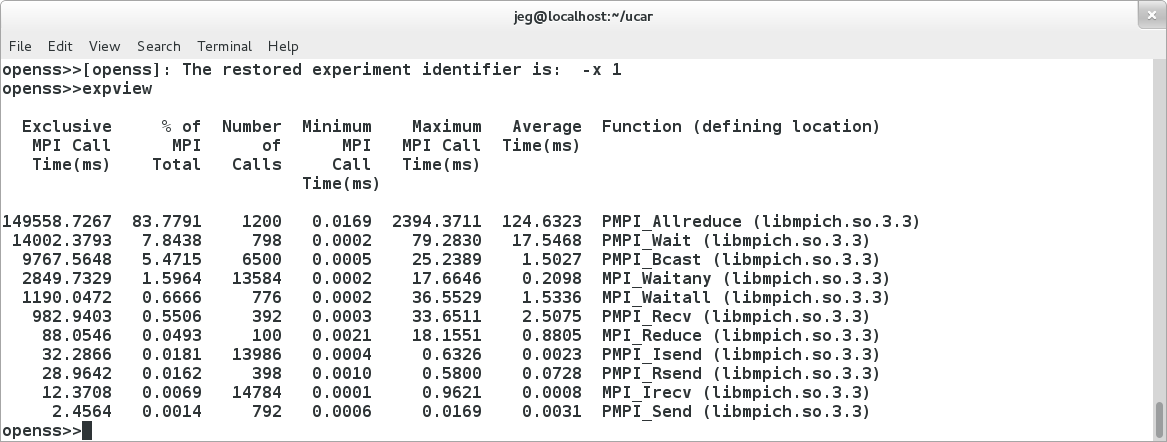 jeg@localhost:~/ucar
File Edit View Search Terminal Help
openss>>[openss]: The restored experiment identifier is:  -x 1
openss>>expview
  Exclusive     % of  Number  Minimum    Maximum   Average  Function (defining location)
   MPI Call      MPI      of      MPI   MPI Call  Time(ms)
   Time(ms)    Total   Calls     Call   Time(ms)
                              Time(ms)
149558.7267  83.7791    1200   0.0169  2394.3711  124.6323  PMPI_Allreduce (libmpich.so.3.3)
 14002.3793   7.8438     798   0.0002    79.2830   17.5468  PMPI_Wait (libmpich.so.3.3)
  9767.5648   5.4715    6500   0.0005    25.2389    1.5027  PMPI_Bcast (libmpich.so.3.3)
  2849.7329   1.5964   13584   0.0002    17.6646    0.2098  MPI_Waitany (libmpich.so.3.3)
  1190.0472   0.6666     776   0.0002    36.5529    1.5336  MPI_Waitall (libmpich.so.3.3)
   982.9403   0.5506     392   0.0003    33.6511    2.5075  PMPI_Recv (libmpich.so.3.3)
    88.0546   0.0493     100   0.0021    18.1551    0.8805  MPI_Reduce (libmpich.so.3.3)
    32.2866   0.0181   13986   0.0004     0.6326    0.0023  PMPI_Isend (libmpich.so.3.3)
    28.9642   0.0162     398   0.0010     0.5800    0.0728  PMPI_Rsend (libmpich.so.3.3)
    12.3708   0.0069   14784   0.0001     0.9621    0.0008  MPI_Irecv (libmpich.so.3.3)
     2.4564   0.0014     792   0.0006     0.0169    0.0031  PMPI_Send (libmpich.so.3.3)
openss>>